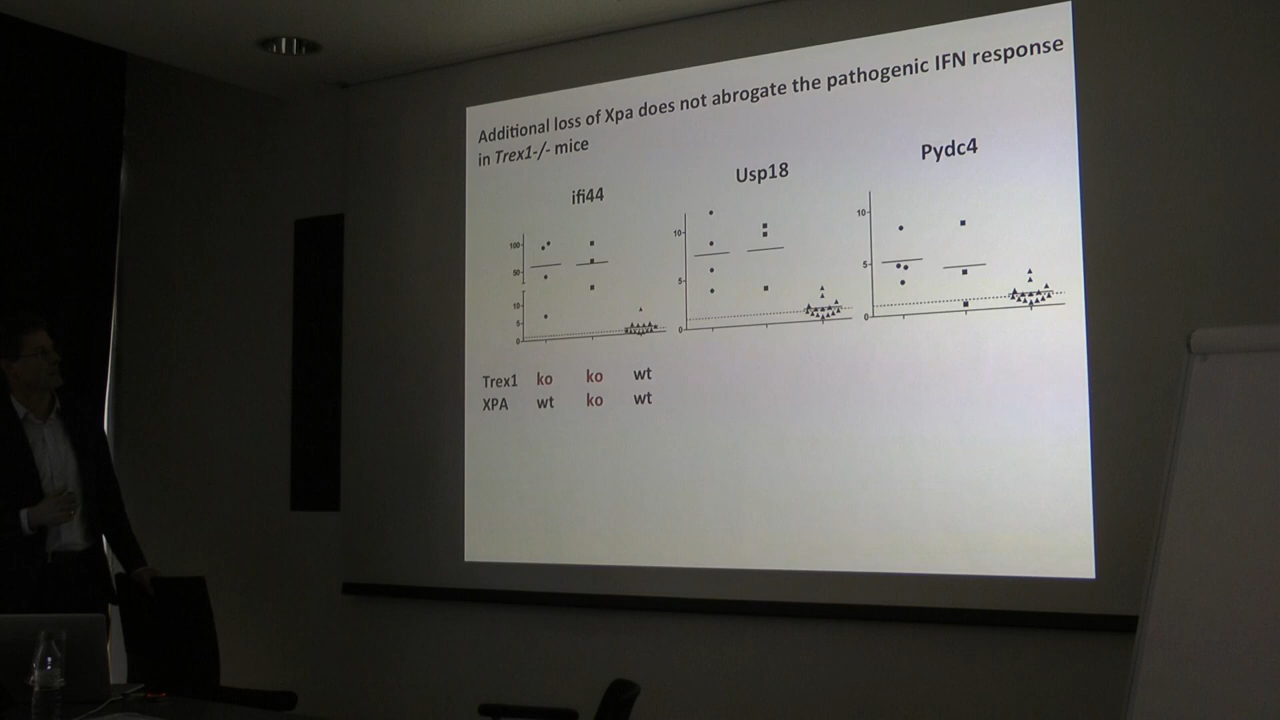 Additional loss of Xpa does not abrogate the pathogenic IFN response
in Trex1-/- mice
ifi44
Usp18
Pydc4
100
50
10
5
0
10
5
0
10
5
0
Trex1 ko ko wt
XPA wt ko wt